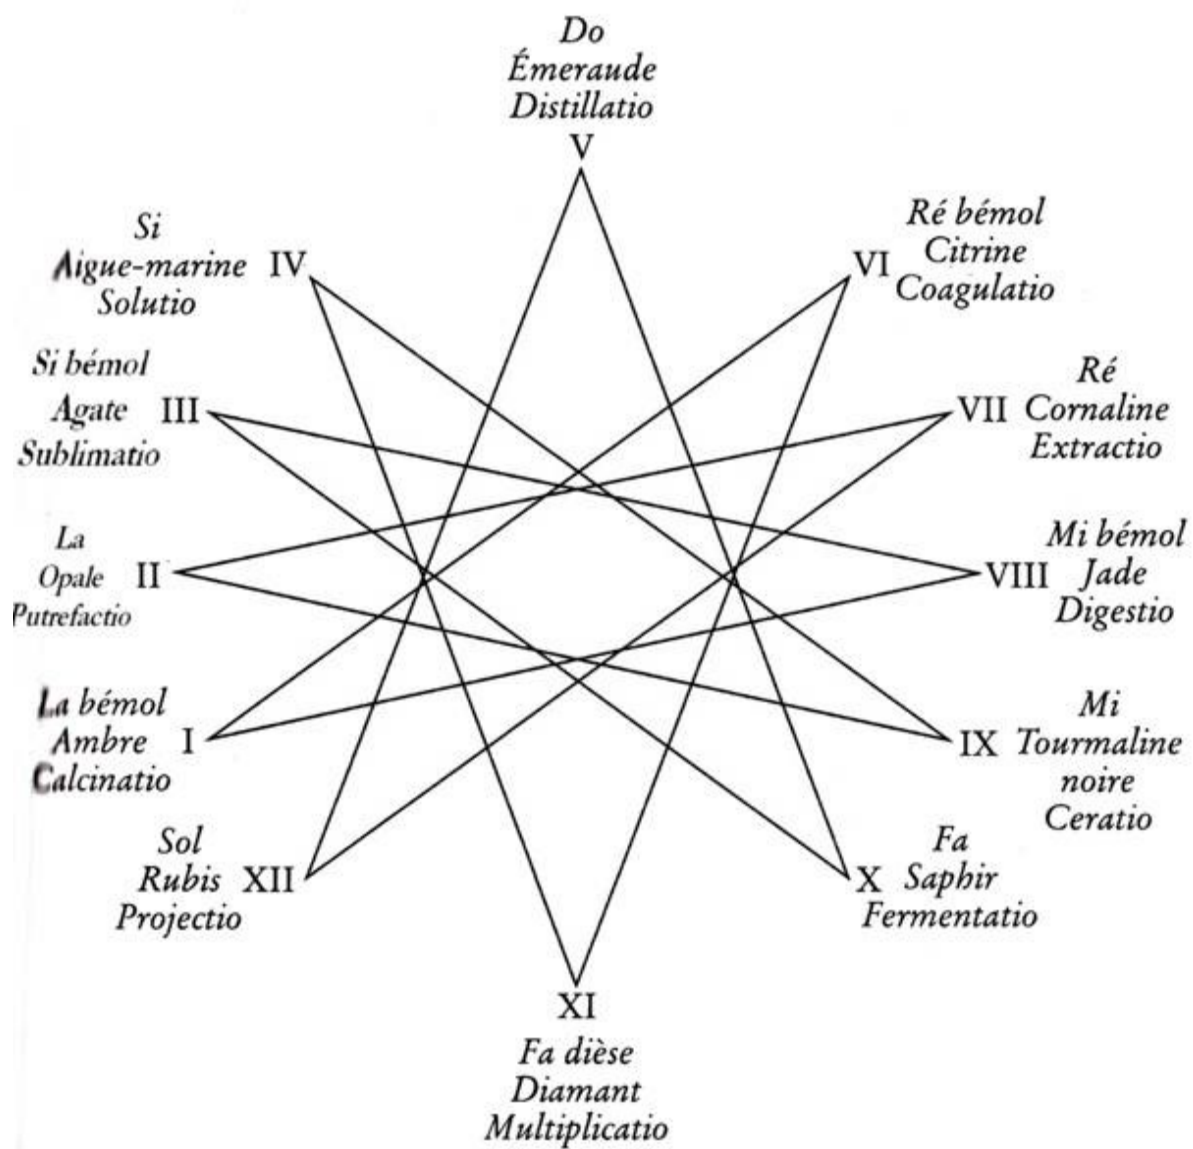 Do
Émeraude
Distillatio
V
Si
Aigue-marine IV
Solutio
VI Ré bémol
Citrine
Coagulatio
Si bémol
Agate III
Sublimatio
Ré
VII Cornaline
Extractio
La
Opale II
Putrefactio
Mi bémol
VIII Jade
Digestio
La bémol
Ambre I
Calcinatio
Mi
IX Tourmaline
noire
Ceratio
Sol
Rubis XII
Projectio
Fa
X Saphir
Fermentatio
XI
Fa dièse
Diamant
Multiplicatio